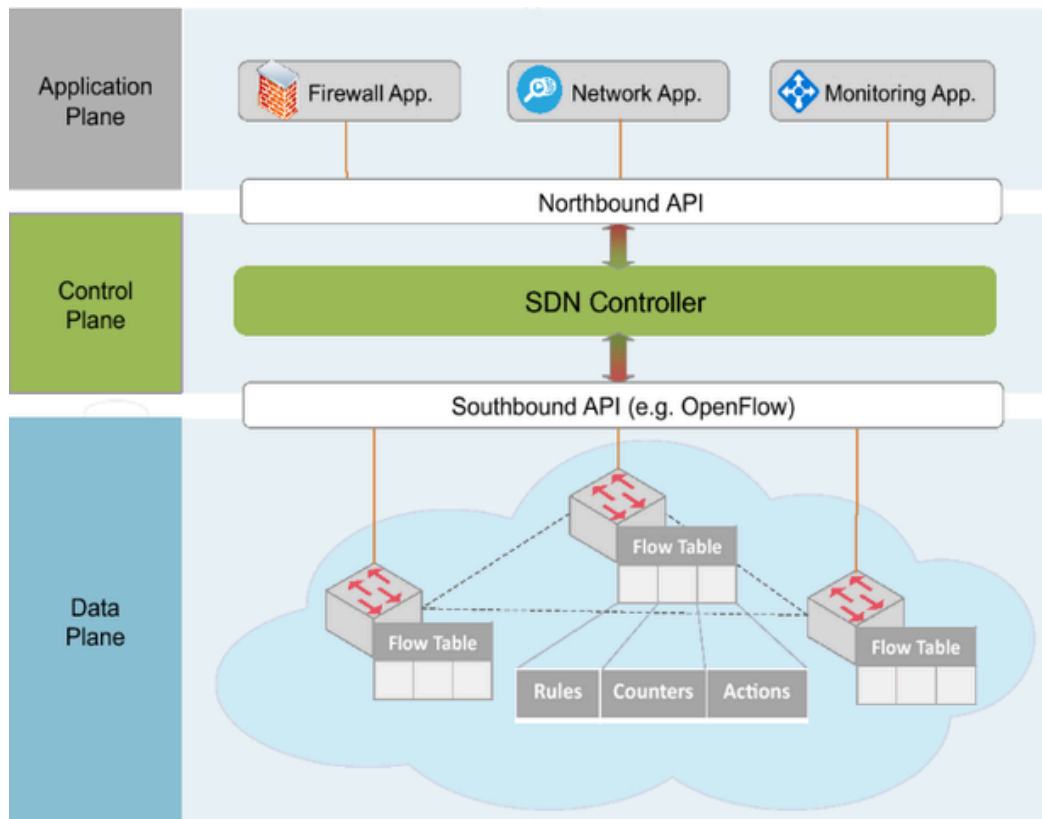 Application
Plane
Firewall App.
Network App.
Monitoring App.
Northbound API
Control
Plane
SDN Controller
Southbound API (e.g. OpenFlow)
Data
Plane
Flow Table
Flow Table
Flow Table
Rules
Counters
Actions